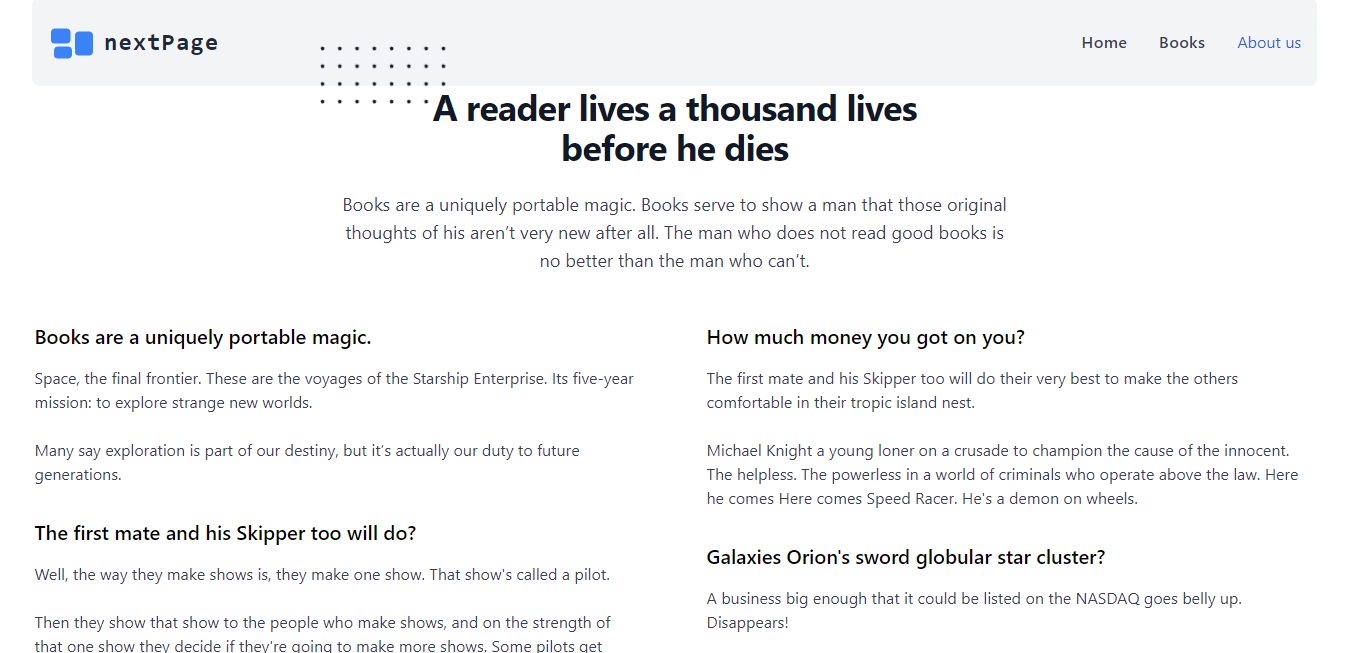 nextPage
Home
Books
About us
A reader lives a thousand lives
before he dies
Books are a uniquely portable magic. Books serve to show a man that those original
thoughts of his aren’t very new after all. The man who does not read good books is
no better than the man who can’t.
Books are a uniquely portable magic.
Space, the final frontier. These are the voyages of the Starship Enterprise. Its five-year
mission: to explore strange new worlds.
Many say exploration is part of our destiny, but it’s actually our duty to future
generations.
The first mate and his Skipper too will do?
Well, the way they make shows is, they make one show. That show's called a pilot.
Then they show that show to the people who make shows, and on the strength of
that one show they decide if they're going to make more shows. Some pilots get
How much money you got on you?
The first mate and his Skipper too will do their very best to make the others
comfortable in their tropic island nest.
Michael Knight a young loner on a crusade to champion the cause of the innocent.
The helpless. The powerless in a world of criminals who operate above the law. Here
he comes Here comes Speed Racer. He's a demon on wheels.
Galaxies Orion's sword globular star cluster?
A business big enough that it could be listed on the NASDAQ goes belly up.
Disappears!